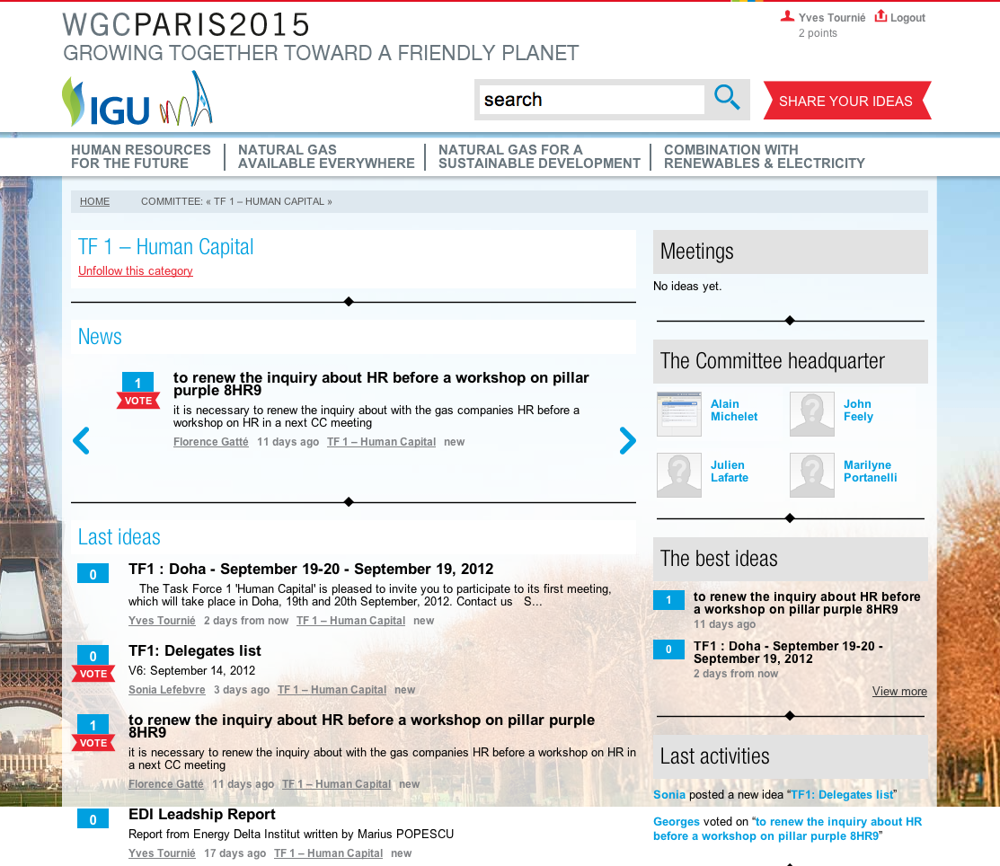 WGCPARIS2015
GROWING TOGETHER TOWARD A FRIENDLY PLANET
Yves Tournié Logout
2 points
IGU
search
SHARE YOUR IDEAS
HUMAN RESOURCES
FOR THE FUTURE
NATURAL GAS
AVAILABLE EVERYWHERE
NATURAL GAS FOR A
SUSTAINABLE DEVELOPMENT
COMBINATION WITH
RENEWABLES & ELECTRICITY
HOME COMMITTEE: « TF 1 – HUMAN CAPITAL »
TF 1 – Human Capital
Unfollow this category
News
1
VOTE
to renew the inquiry about HR before a workshop on pillar
purple 8HR9
it is necessary to renew the inquiry about with the gas companies HR before a
workshop on HR in a next CC meeting
Florence Gatté 11 days ago TF 1 – Human Capital new
Last ideas
0
TF1 : Doha - September 19-20 - September 19, 2012
The Task Force 1 'Human Capital' is pleased to invite you to participate to its first meeting,
which will take place in Doha, 19th and 20th September, 2012. Contact us S...
Yves Tournié 2 days from now TF 1 – Human Capital new
0
VOTE
TF1: Delegates list
V6: September 14, 2012
Sonia Lefebvre 3 days ago TF 1 – Human Capital new
1
VOTE
to renew the inquiry about HR before a workshop on pillar purple
8HR9
it is necessary to renew the inquiry about with the gas companies HR before a workshop on HR in
a next CC meeting
Florence Gatté 11 days ago TF 1 – Human Capital new
0
EDI Leadship Report
Report from Energy Delta Institut written by Marius POPESCU
Yves Tournié 17 days ago TF 1 – Human Capital new
Meetings
No ideas yet.
The Committee headquarter
Alain
Michelet
John
Feely
Julien
Lafarte
Marilyne
Portanelli
The best ideas
1
to renew the inquiry about HR before
a workshop on pillar purple 8HR9
11 days ago
0
TF1 : Doha - September 19-20 -
September 19, 2012
2 days from now
View more
Last activities
Sonia posted a new idea “TF1: Delegates list”
Georges voted on “to renew the inquiry about HR
before a workshop on pillar purple 8HR9”